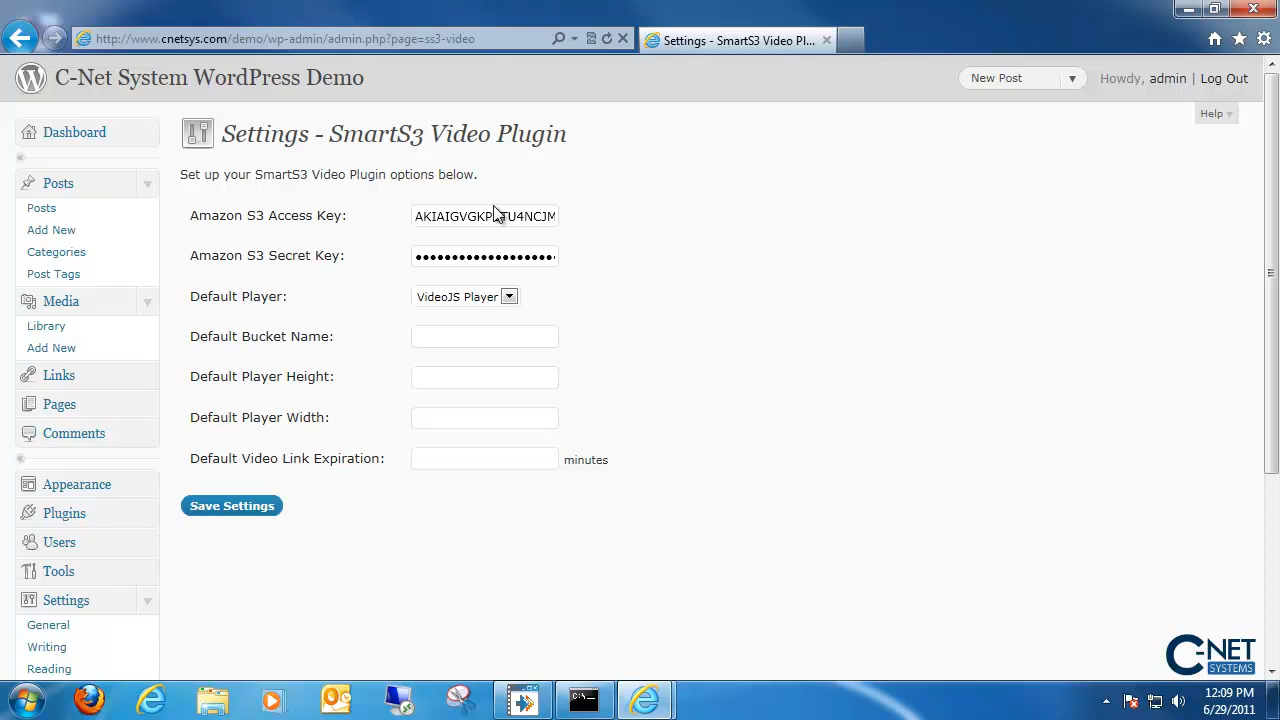 http://www.cnetsys.com/demo/wp-admin/admin.php?page=ss3-video
Settings - SmartS3 Video Pl...
C-Net System WordPress Demo
New Post
Howdy, admin | Log Out
Help
Dashboard
Posts
Posts
Add New
Categories
Post Tags
Media
Library
Add New
Links
Pages
Comments
Appearance
Plugins
Users
Tools
Settings
General
Writing
Reading
Settings - SmartS3 Video Plugin
Set up your SmartS3 Video Plugin options below.
Amazon S3 Access Key:
Amazon S3 Secret Key:
Default Player: VideoJS Player
Default Bucket Name:
Default Player Height:
Default Player Width:
Default Video Link Expiration: minutes
Save Settings
C-NET
SYSTEMS
12:09 PM
6/29/2011